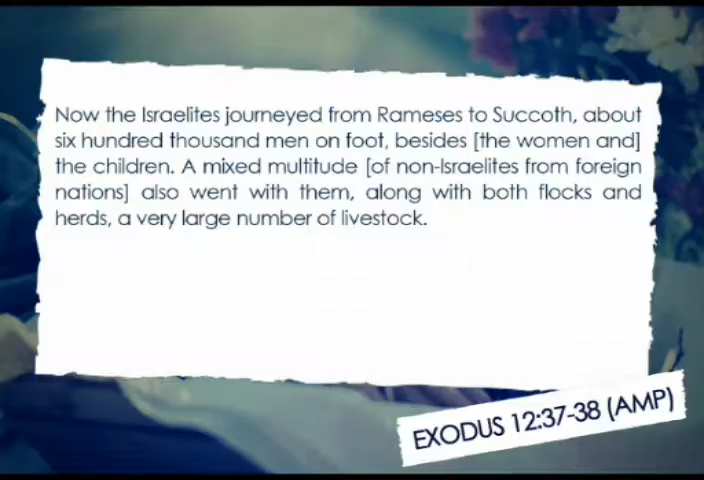 Now the Israelites journeyed from Rameses to Succoth, about
six hundred thousand men on foot, besides [the women and]
the children. A mixed multitude [of non-Israelites from foreign
nations] also went with them, along with both flocks and
herds, a very large number of livestock.
EXODUS 12:37-38 (AMP)